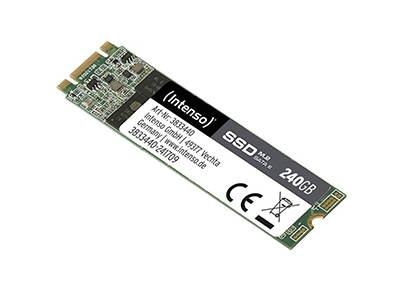 (intenso)
Art-Nr: 3833440
Intenso GmbH | 49377 Vechta
Germany / www.intenso.de
3833440-241709
SSD M.2
SATA III
240GB
CE